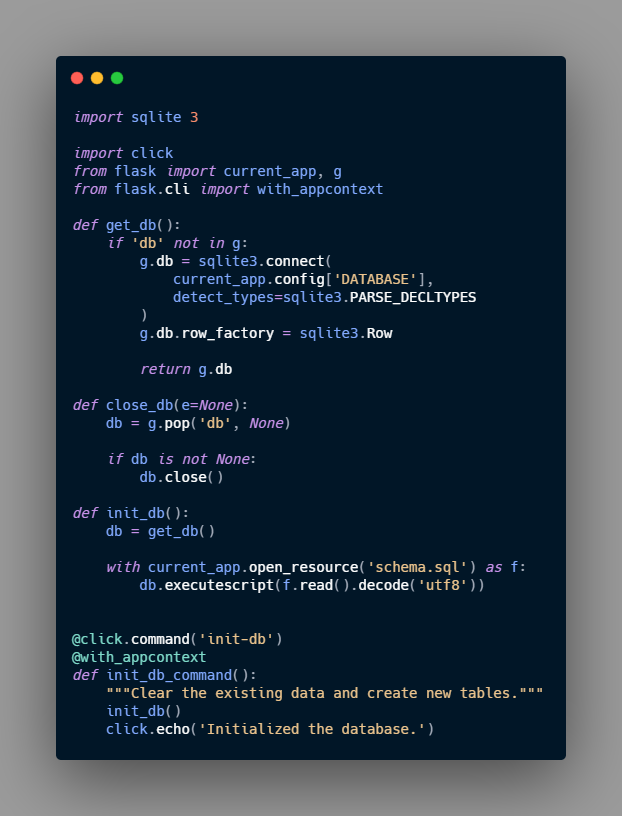 import sqlite 3

import click
from flask import current_app, g
from flask.cli import with_appcontext

def get_db():
    if 'db' not in g:
        g.db = sqlite3.connect(
            current_app.config['DATABASE'],
            detect_types=sqlite3.PARSE_DECLTYPES
        )
        g.db.row_factory = sqlite3.Row

        return g.db

def close_db(e=None):
    db = g.pop('db', None)

    if db is not None:
        db.close()

def init_db():
    db = get_db()

    with current_app.open_resource('schema.sql') as f:
        db.executescript(f.read().decode('utf8'))


@click.command('init-db')
@with_appcontext
def init_db_command():
    """Clear the existing data and create new tables."""
    init_db()
    click.echo('Initialized the database.')